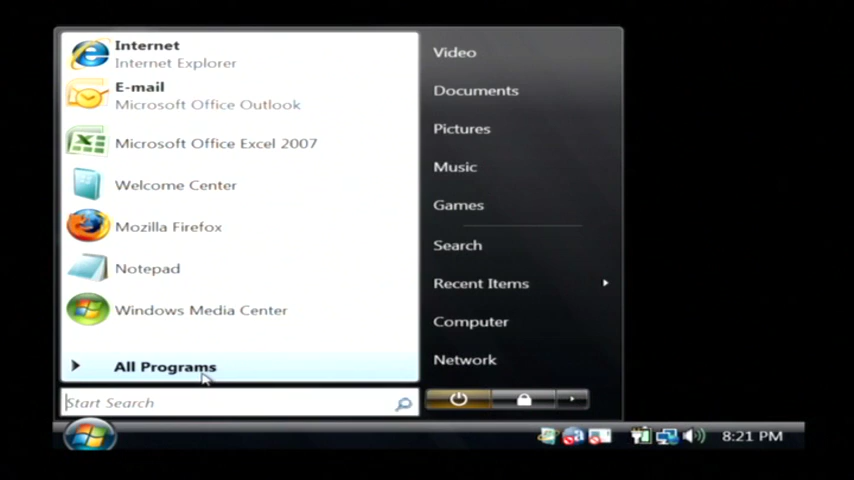 Internet
Internet Explorer
E-mail
Microsoft Office Outlook
Microsoft Office Excel 2007
Welcome Center
Mozilla Firefox
Notepad
Windows Media Center
All Programs
Start Search
Video
Documents
Pictures
Music
Games
Search
Recent Items
Computer
Network
8:21 PM